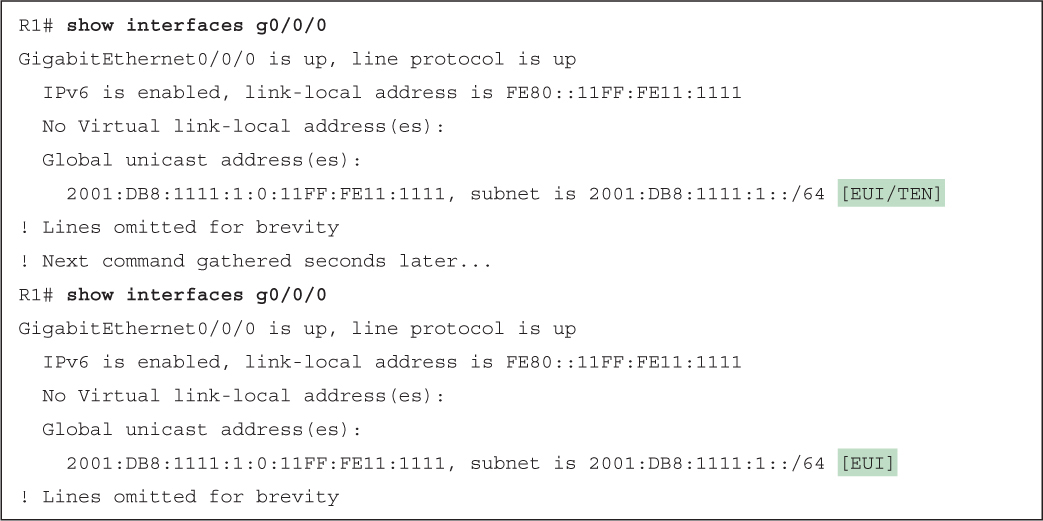 R1# show interfaces g0/0/0
GigabitEthernet0/0/0 is up, line protocol is up
  IPv6 is enabled, link-local address is FE80::11FF:FE11:1111
  No Virtual link-local address(es):
  Global unicast address(es):
    2001:DB8:1111:1:0:11FF:FE11:1111, subnet is 2001:DB8:1111:1::/64 [EUI/TEN]
! Lines omitted for brevity
! Next command gathered seconds later...
R1# show interfaces g0/0/0
GigabitEthernet0/0/0 is up, line protocol is up
  IPv6 is enabled, link-local address is FE80::11FF:FE11:1111
  No Virtual link-local address(es):
  Global unicast address(es):
    2001:DB8:1111:1:0:11FF:FE11:1111, subnet is 2001:DB8:1111:1::/64 [EUI]
! Lines omitted for brevity